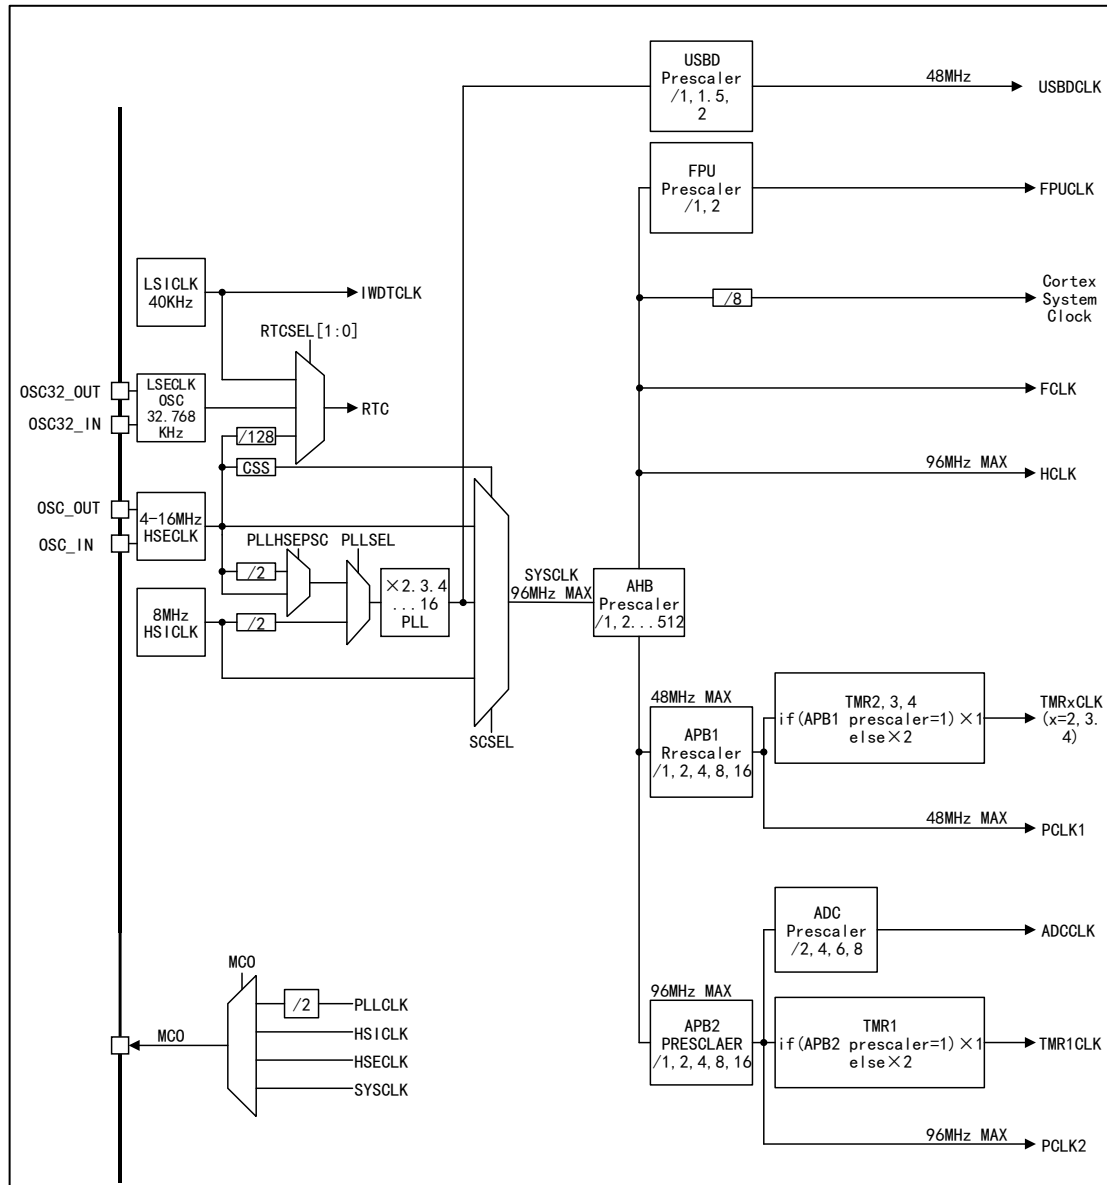 USBD
Prescaler
/1, 1.5,
2
48MHz
USBDCLK
FPU
Prescaler
/1, 2
FPUCLK
LSICLK
40KHz
IWDTCLK
/8
Cortex
System
Clock
RTCSEL[1:0]
OSC32_OUT
OSC32_IN
LSECLK
OSC
32.768
KHz
RTC
FCLK
/128
CSS
96MHz MAX
HCLK
OSC_OUT
OSC_IN
4-16MHz
HSECLK
PLLHSEPSC
PLLSEL
/2
×2.3.4
...16
PLL
SYSCLK
96MHz MAX
AHB
Prescaler
/1, 2...512
8MHz
HSICLK
/2
SCSEL
48MHz MAX
APB1
Rrescaler
/1, 2, 4, 8, 16
TMR2, 3, 4
if(APB1 prescaler=1)×1
else×2
TMRxCLK
(x=2, 3.
4)
48MHz MAX
PCLK1
ADC
Prescaler
/2, 4, 6, 8
ADCCLK
MCO
/2
PLLCLK
HSICLK
HSECLK
SYSCLK
MCO
96MHz MAX
APB2
PRESCLAER
/1, 2, 4, 8, 16
TMR1
if(APB2 prescaler=1)×1
else×2
TMR1CLK
96MHz MAX
PCLK2